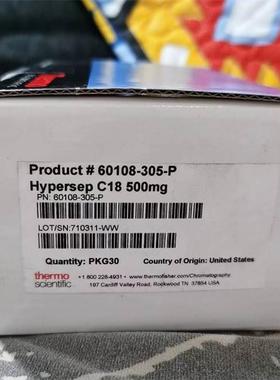 Product # 60108-305-P
Hypersep C18 500mg
PN: 60108-305-P
LOT/SN:710311-WW
Quantity: PKG30 Country of Origin: United States
thermo
scientific
+1 800 228-4931 • www.thermofisher.com/Chromatography
197 Cardiff Valley Road, Rockwood TN 37854 USA